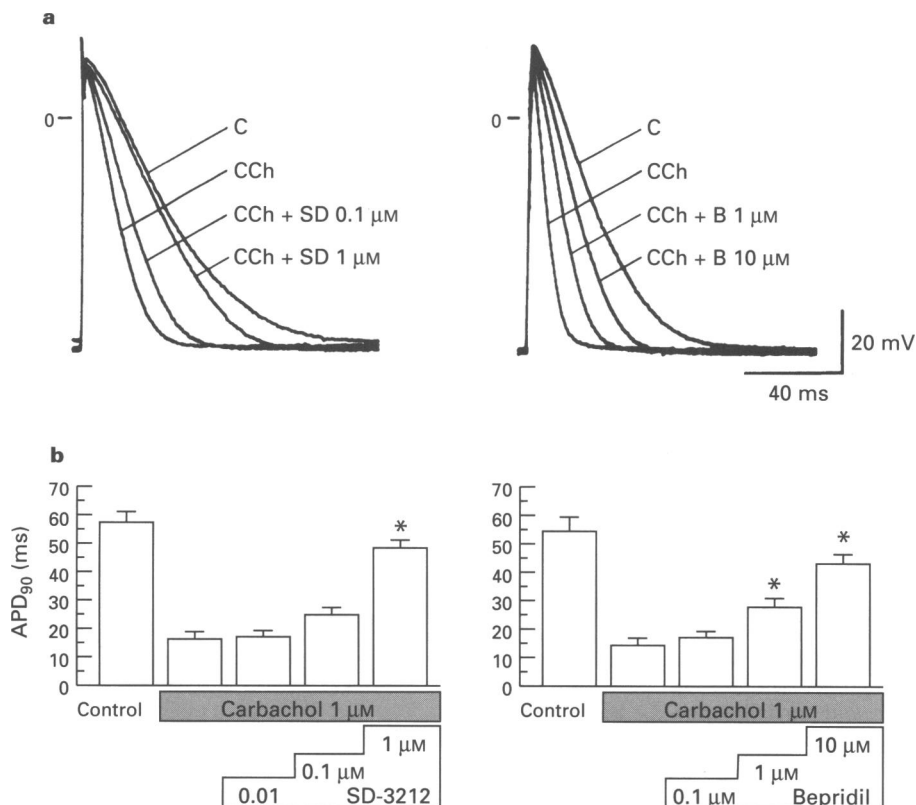 a
0
C
CCh
CCh + SD 0.1 μM
CCh + SD 1 μM
0
C
CCh
CCh + B 1 μM
CCh + B 10 μM
20 mV
40 ms
b
APD90 (ms)
70
60
50
40
30
20
10
0
*
Control
Carbachol 1 μM
1 μM
0.1 μM
0.01
SD-3212
70
60
50
40
30
20
10
0
*
*
Control
Carbachol 1 μM
10 μM
1 μM
0.1 μM
Bepridil